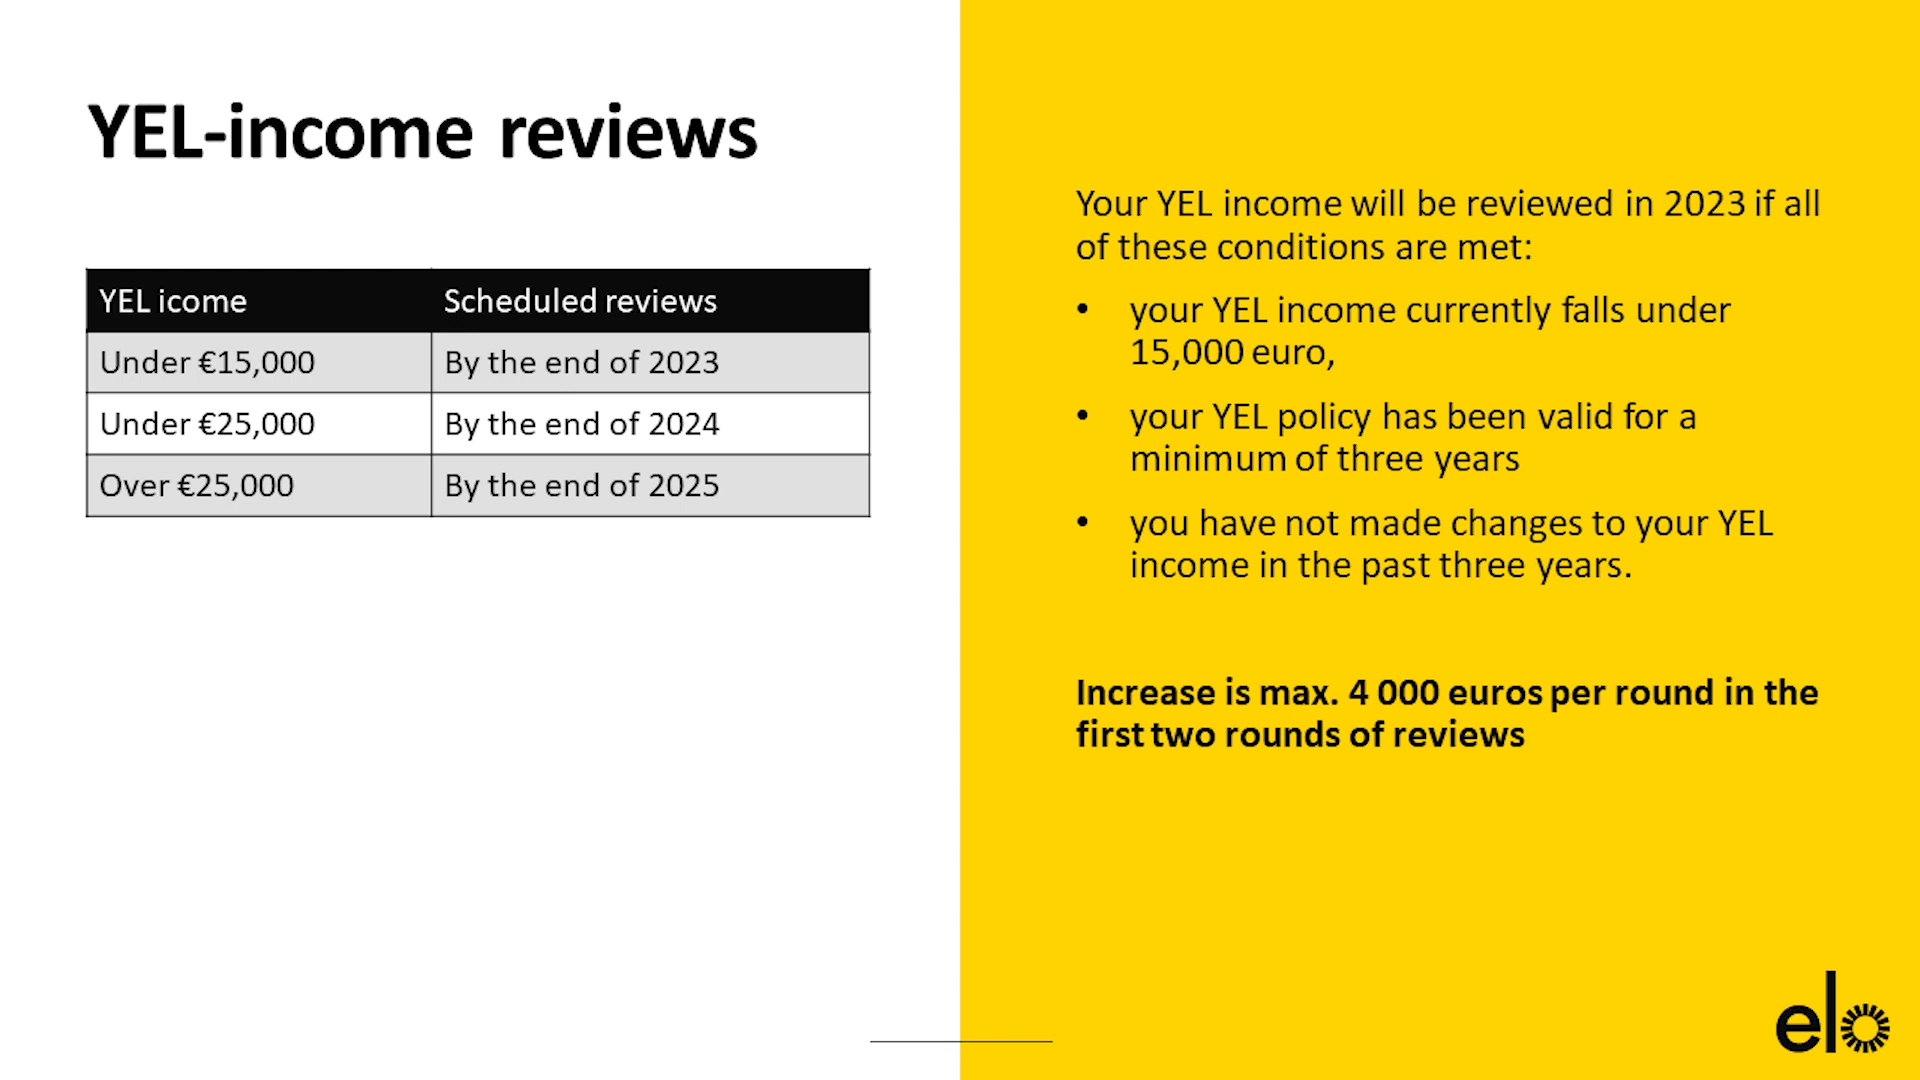 YEL-income reviews
YEL icome Scheduled reviews
Under €15,000 By the end of 2023
Under €25,000 By the end of 2024
Over €25,000 By the end of 2025
Your YEL income will be reviewed in 2023 if all
of these conditions are met:
• your YEL income currently falls under
15,000 euro,
• your YEL policy has been valid for a
minimum of three years
• you have not made changes to your YEL
income in the past three years.
Increase is max. 4 000 euros per round in the
first two rounds of reviews
elo